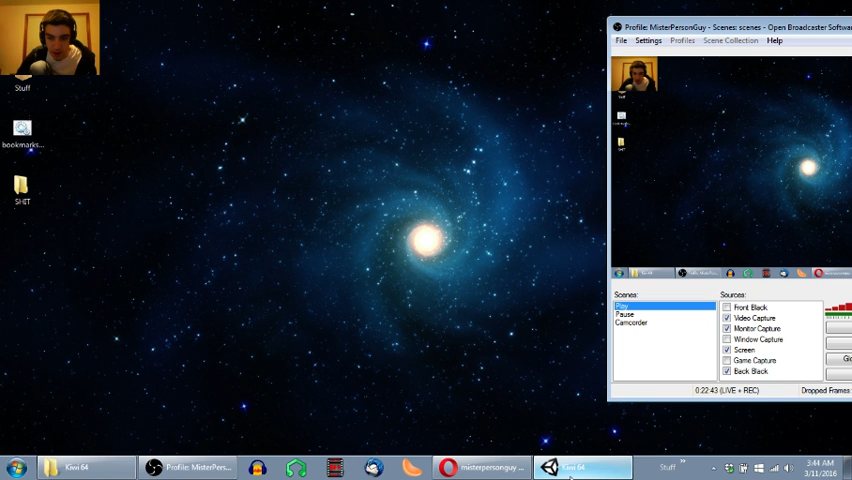 Profile: MisterPersonGuy - Scenes: scenes - Open Broadcaster Softwa
File Settings Profiles Scene Collection Help
Stuff
bookmarks...
SHIT
Scenes:
Sources:
Play
Pause
Camcorder
Front Black
Video Capture
Monitor Capture
Window Capture
Screen
Game Capture
Back Black
Glo
0:22:43 (LIVE + REC)
Dropped Frames:
Kiwi 64
Profile: MisterPers...
misterpersonguy ...
Kiwi 64
Stuff
3:44 AM
3/11/2016